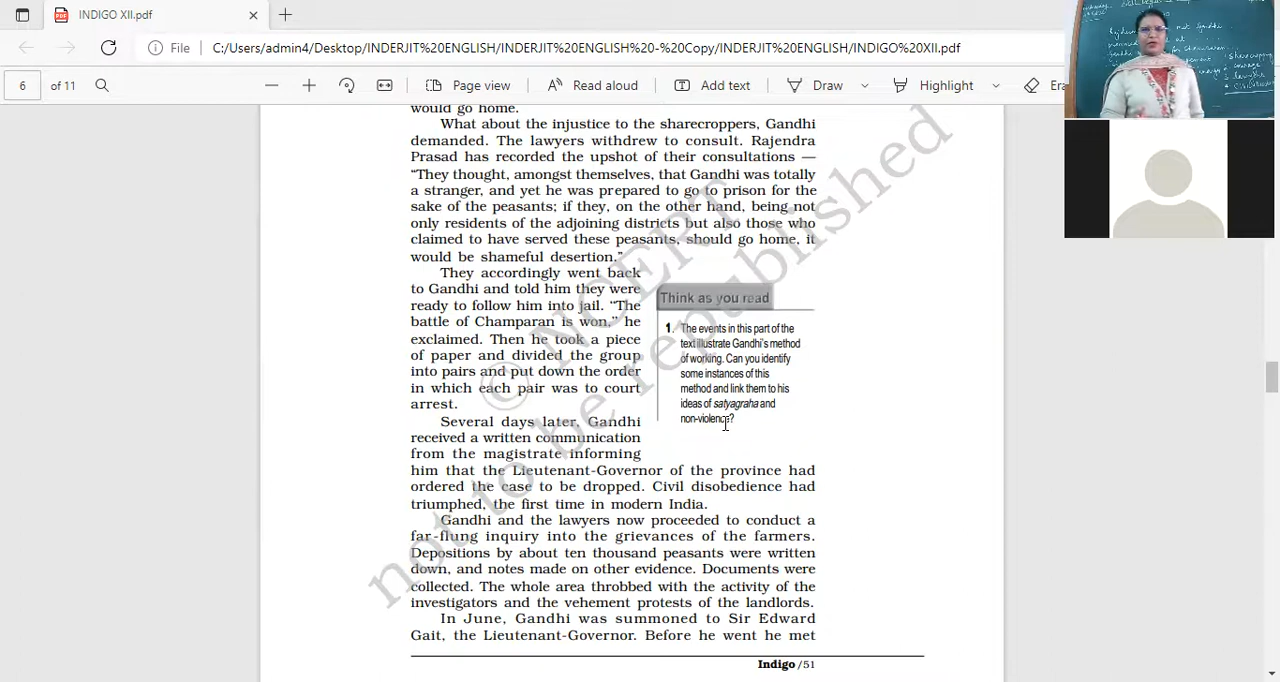 INDIGO XII.pdf
File C:/Users/admin4/Desktop/INDERJIT%20ENGLISH/INDERJIT%20ENGLISH%20-%20Copy/INDERJIT%20ENGLISH/INDIGO%20XII.pdf
6 of 11 Page view Read aloud Add text Draw Highlight Era
would go home.
What about the injustice to the sharecroppers, Gandhi
demanded. The lawyers withdrew to consult. Rajendra
Prasad has recorded the upshot of their consultations —
“They thought, amongst themselves, that Gandhi was totally
a stranger, and yet he was prepared to go to prison for the
sake of the peasants; if they, on the other hand, being not
only residents of the adjoining districts but also those who
claimed to have served these peasants, should go home, it
would be shameful desertion.”
They accordingly went back
to Gandhi and told him they were
ready to follow him into jail. “The
battle of Champaran is won,” he
exclaimed. Then he took a piece
of paper and divided the group
into pairs and put down the order
in which each pair was to court
arrest.
Think as you read
1. The events in this part of the
text illustrate Gandhi’s method
of working. Can you identify
some instances of this
method and link them to his
ideas of satyagraha and
non-violence?
Several days later, Gandhi
received a written communication
from the magistrate informing
him that the Lieutenant-Governor of the province had
ordered the case to be dropped. Civil disobedience had
triumphed, the first time in modern India.
Gandhi and the lawyers now proceeded to conduct a
far-flung inquiry into the grievances of the farmers.
Depositions by about ten thousand peasants were written
down, and notes made on other evidence. Documents were
collected. The whole area throbbed with the activity of the
investigators and the vehement protests of the landlords.
In June, Gandhi was summoned to Sir Edward
Gait, the Lieutenant-Governor. Before he went he met
Indigo /51
© NCERT
not to be republished
met Gandhi